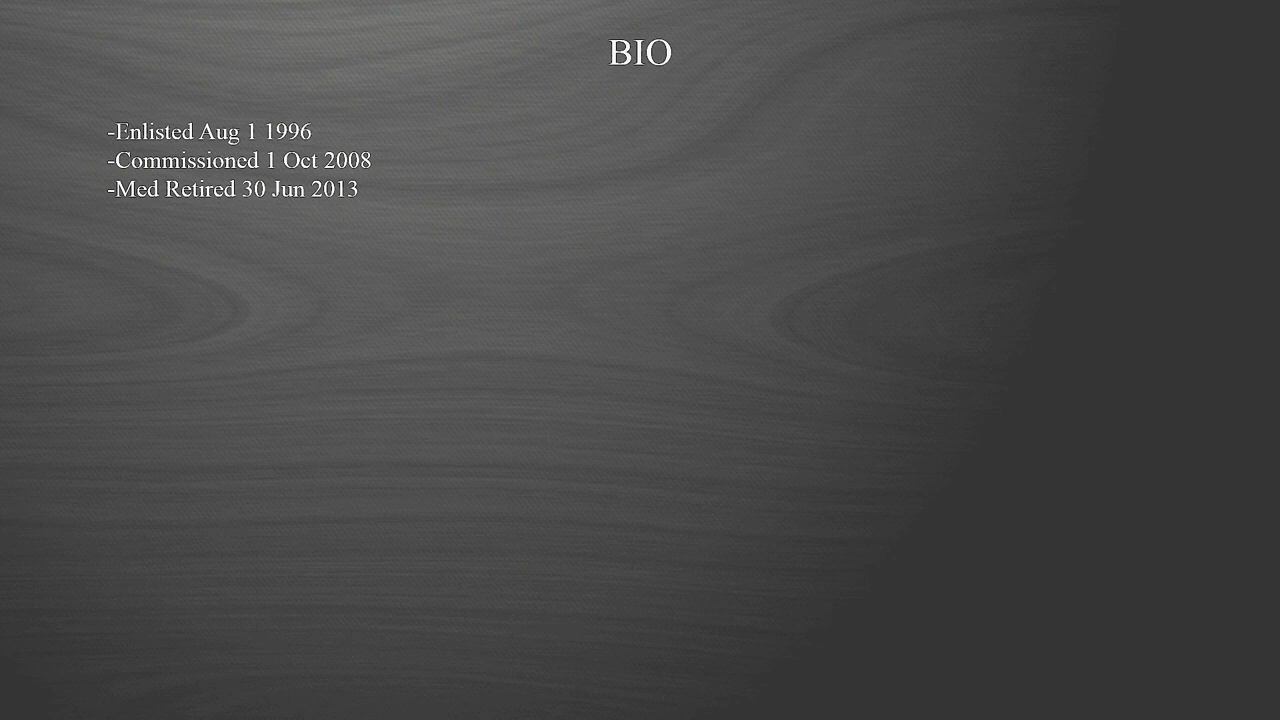 BIO
-Enlisted Aug 1 1996
-Commissioned 1 Oct 2008
-Med Retired 30 Jun 2013